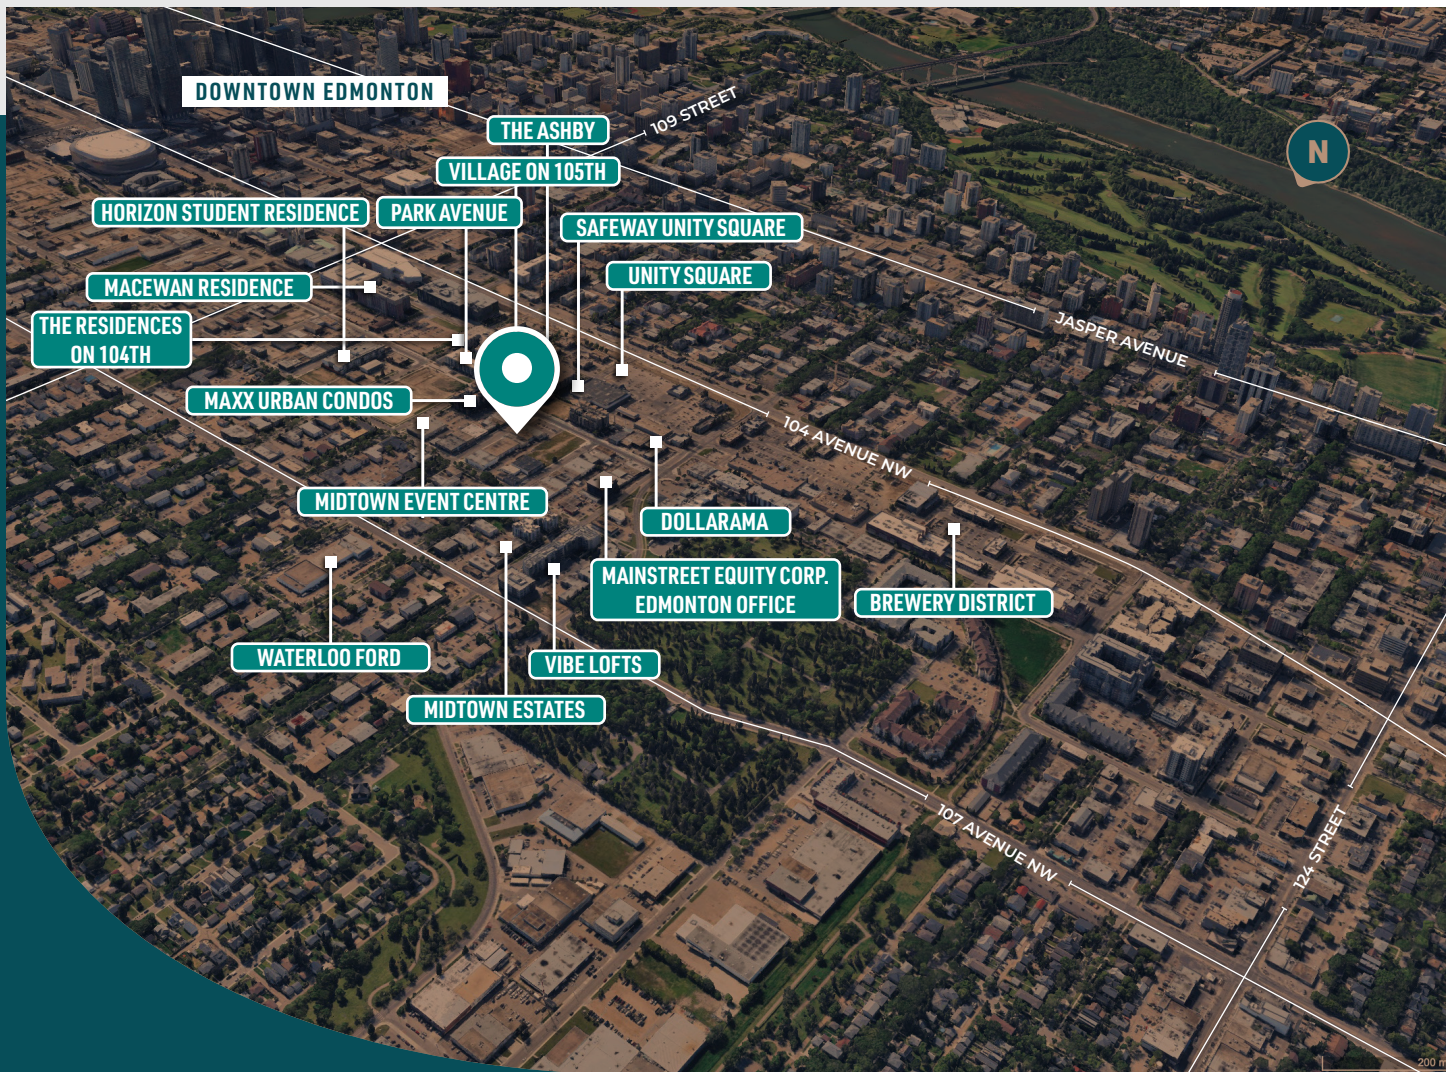 DOWNTOWN EDMONTON
THE ASHBY
109 STREET
VILLAGE ON 105TH
N
HORIZON STUDENT RESIDENCE
PARK AVENUE
SAFEWAY UNITY SQUARE
UNITY SQUARE
MACEWAN RESIDENCE
THE RESIDENCES
ON 104TH
JASPER AVENUE
MAXX URBAN CONDOS
104 AVENUE NW
MIDTOWN EVENT CENTRE
DOLLARAMA
MAINSTREET EQUITY CORP.
EDMONTON OFFICE
BREWERY DISTRICT
WATERLOO FORD
VIBE LOFTS
MIDTOWN ESTATES
107 AVENUE NW
124 STREET
200 m